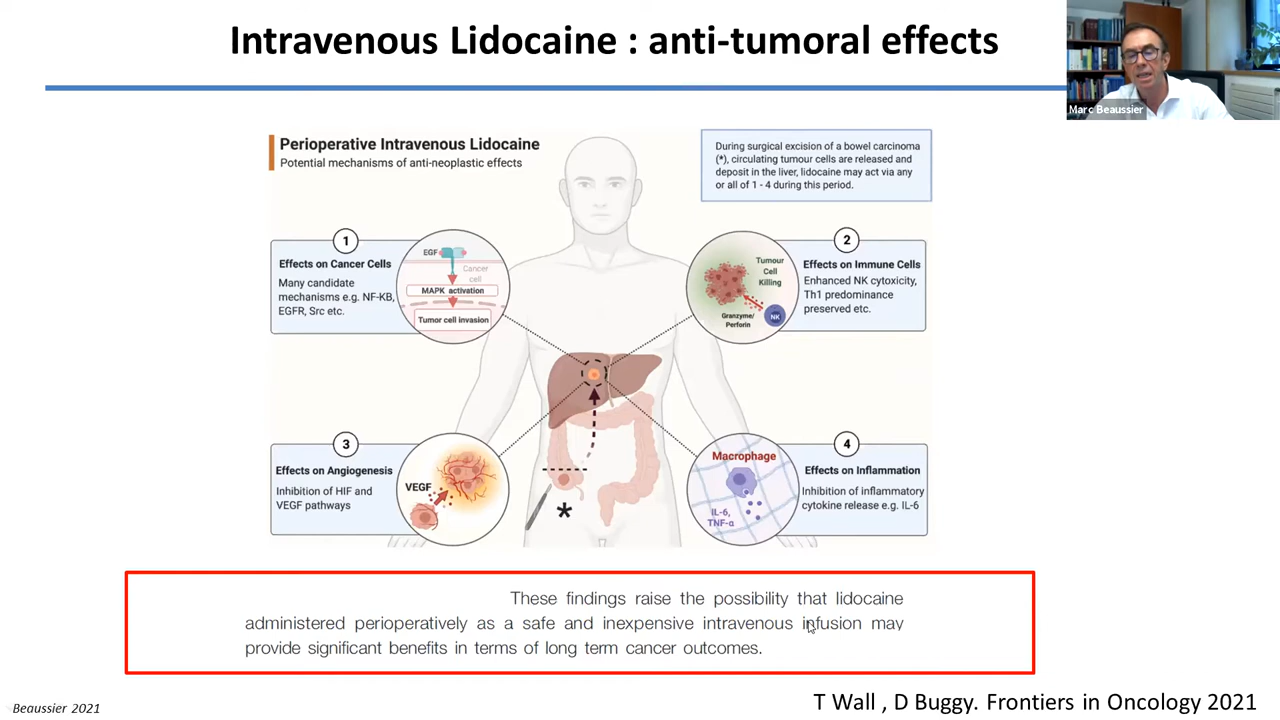 Intravenous Lidocaine : anti-tumoral effects
Marc Beaussier
Perioperative Intravenous Lidocaine
Potential mechanisms of anti-neoplastic effects
During surgical excision of a bowel carcinoma
(*), circulating tumour cells are released and
deposit in the liver, lidocaine may act via any
or all of 1 - 4 during this period.
1
Effects on Cancer Cells
Many candidate
mechanisms e.g. NF-KB,
EGFR, Src etc.
EGF
Cancer
cell
MAPK activation
Tumor cell invasion
2
Effects on Immune Cells
Enhanced NK cytoxicity,
Th1 predominance
preserved etc.
Tumour
Cell
Killing
Granzyme/
Perforin
NK
3
Effects on Angiogenesis
Inhibition of HIF and
VEGF pathways
VEGF
*
4
Effects on Inflammation
Inhibition of inflammatory
cytokine release e.g. IL-6
Macrophage
IL-6,
TNF-α
These findings raise the possibility that lidocaine
administered perioperatively as a safe and inexpensive intravenous infusion may
provide significant benefits in terms of long term cancer outcomes.
Beaussier 2021
T Wall , D Buggy. Frontiers in Oncology 2021